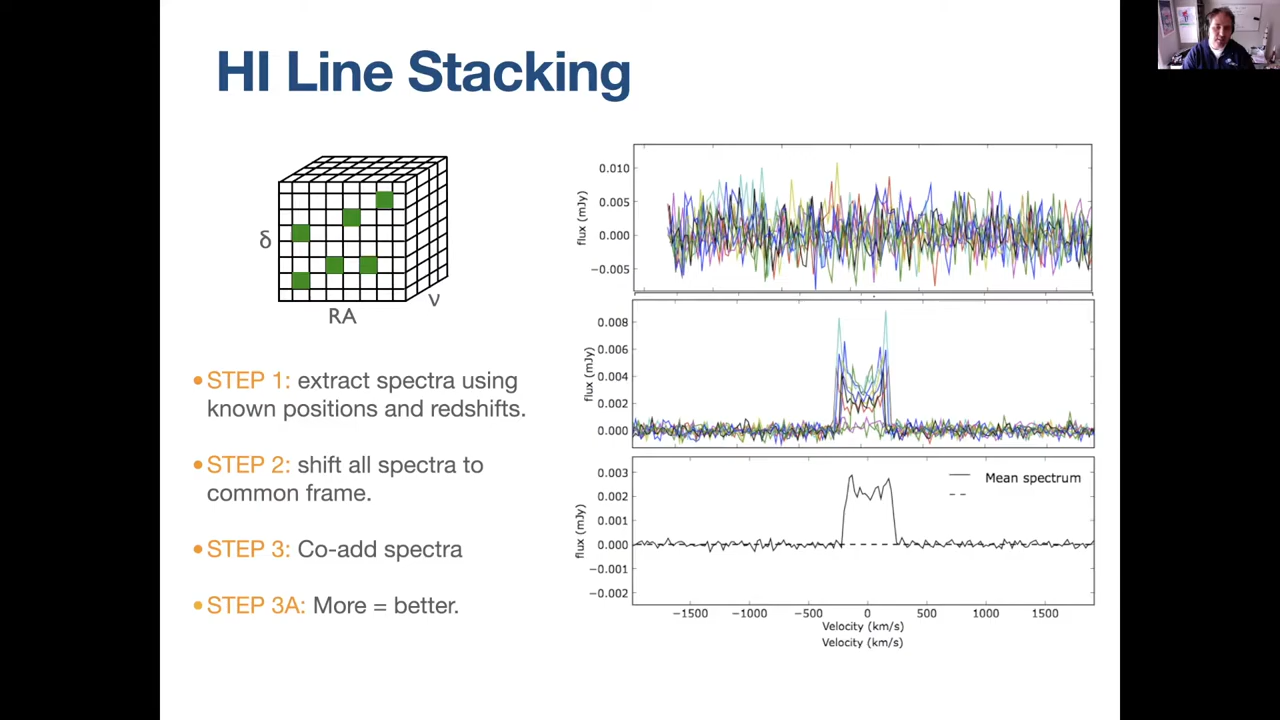 HI Line Stacking
δ
ν
RA
•STEP 1: extract spectra using
known positions and redshifts.
•STEP 2: shift all spectra to
common frame.
•STEP 3: Co-add spectra
•STEP 3A: More = better.
flux (mJy)
0.010
0.005
0.000
−0.005
flux (mJy)
0.008
0.006
0.004
0.002
0.000
flux (mJy)
0.003
0.002
0.001
0.000
−0.001
−0.002
Mean spectrum
−1500 −1000 −500 0 500 1000 1500
Velocity (km/s)
Velocity (km/s)